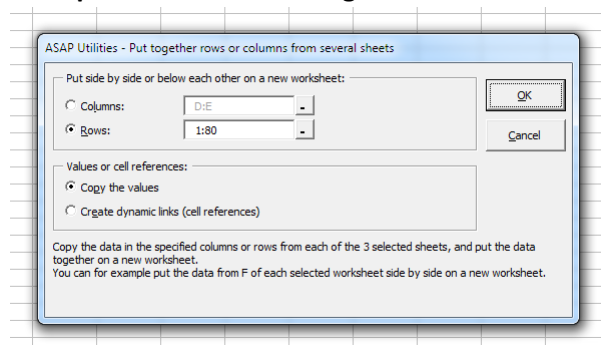 ASAP Utilities - Put together rows or columns from several sheets
Put side by side or below each other on a new worksheet:
Columns: D:E
Rows: 1:80
OK
Cancel
Values or cell references:
Copy the values
Create dynamic links (cell references)
Copy the data in the specified columns or rows from each of the 3 selected sheets, and put the data
together on a new worksheet.
You can for example put the data from F of each selected worksheet side by side on a new worksheet.